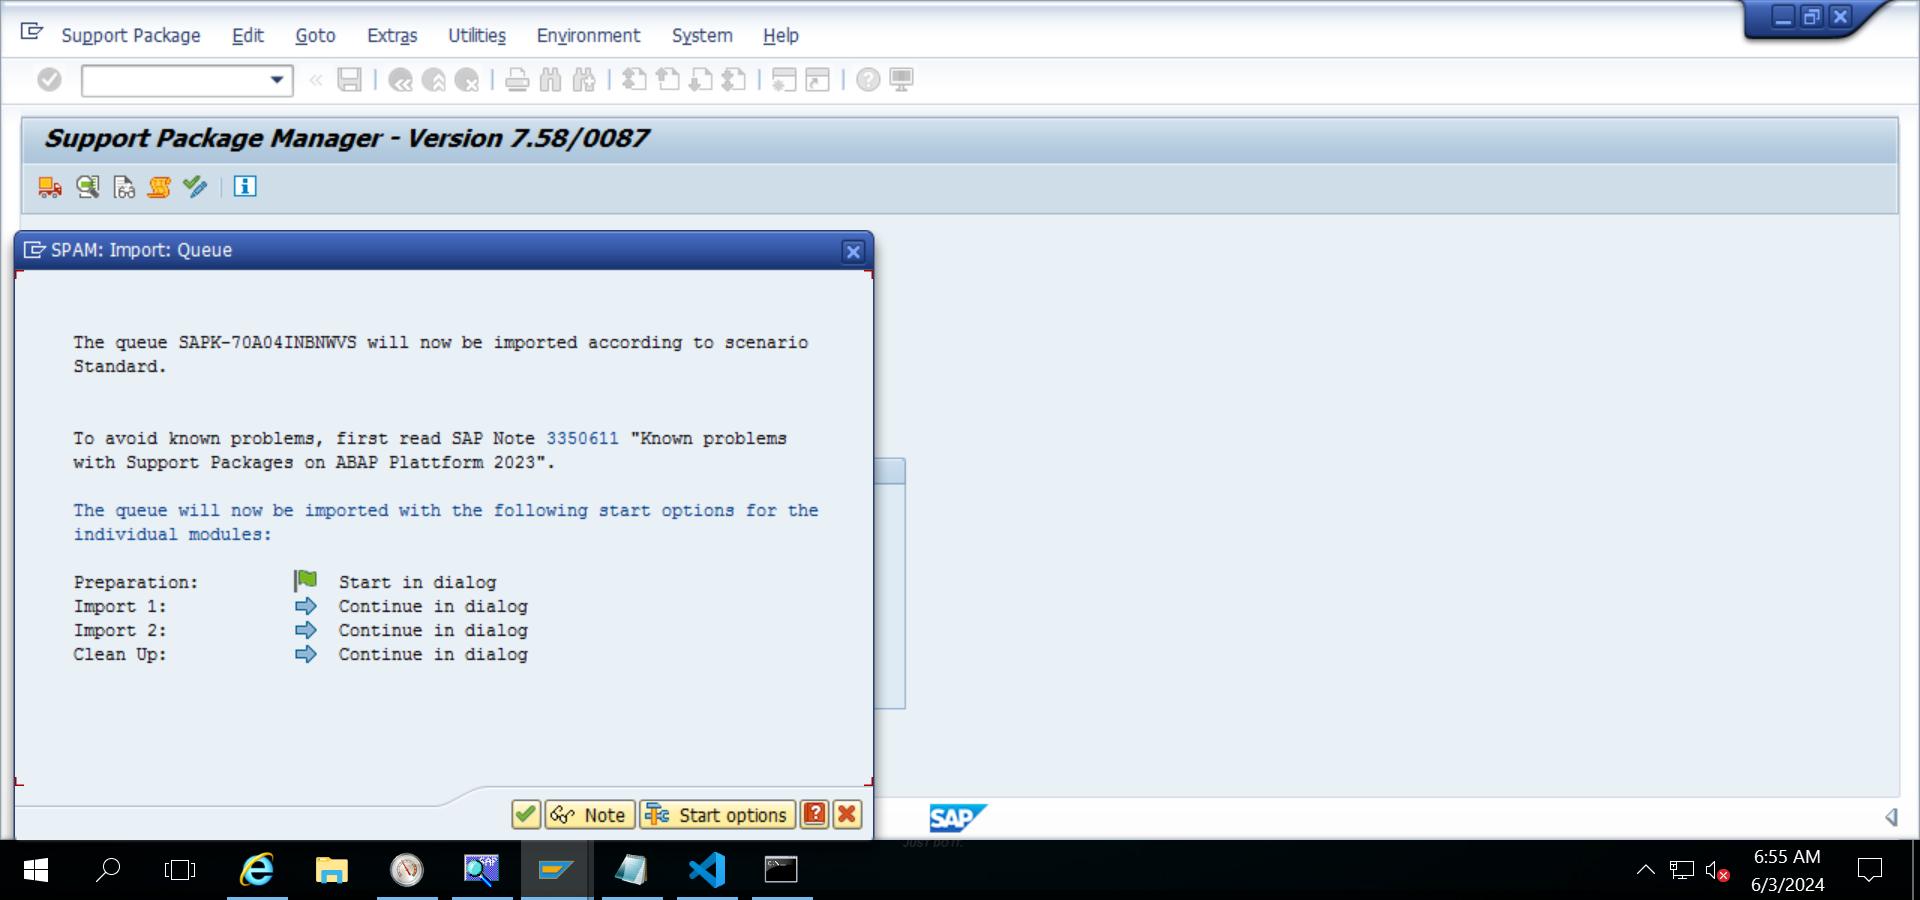 Support Package Edit Goto Extras Utilities Environment System Help
Support Package Manager - Version 7.58/0087
SPAM: Import: Queue
The queue SAPK-70A04INBNWVS will now be imported according to scenario
Standard.
To avoid known problems, first read SAP Note 3350611 "Known problems
with Support Packages on ABAP Plattform 2023".
The queue will now be imported with the following start options for the
individual modules:
Preparation: Start in dialog
Import 1: Continue in dialog
Import 2: Continue in dialog
Clean Up: Continue in dialog
Note Start options
SAP
JUST DO IT.
SAP
6:55 AM
6/3/2024